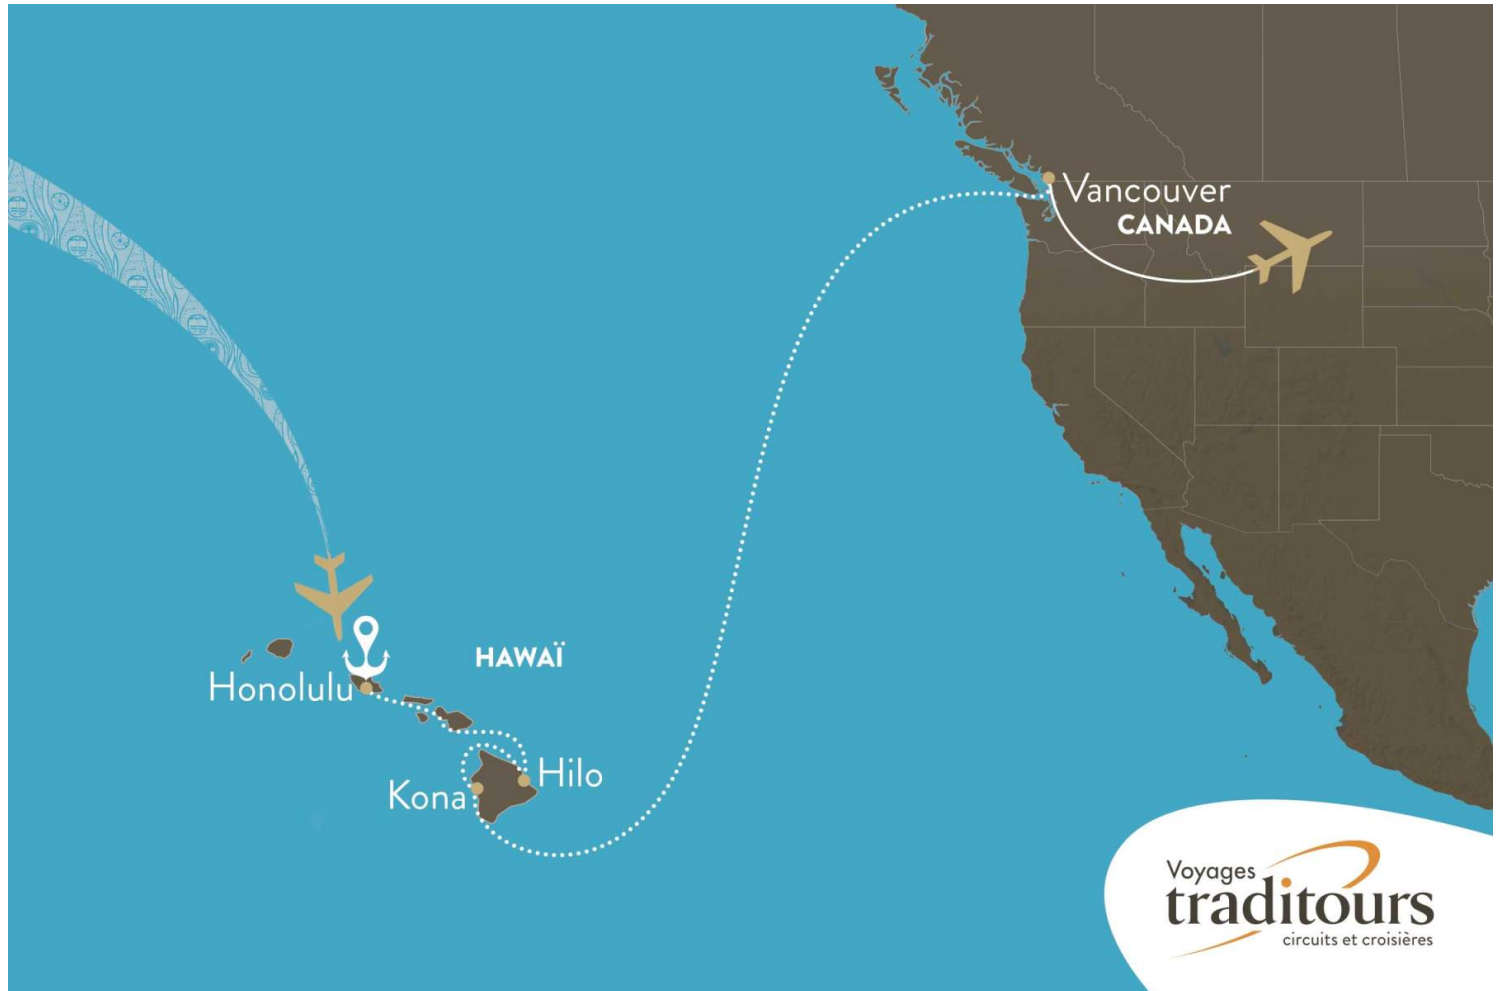 Vancouver
CANADA
HAWAÏ
Honolulu
Hilo
Kona
Voyages
traditours
circuits et croisières